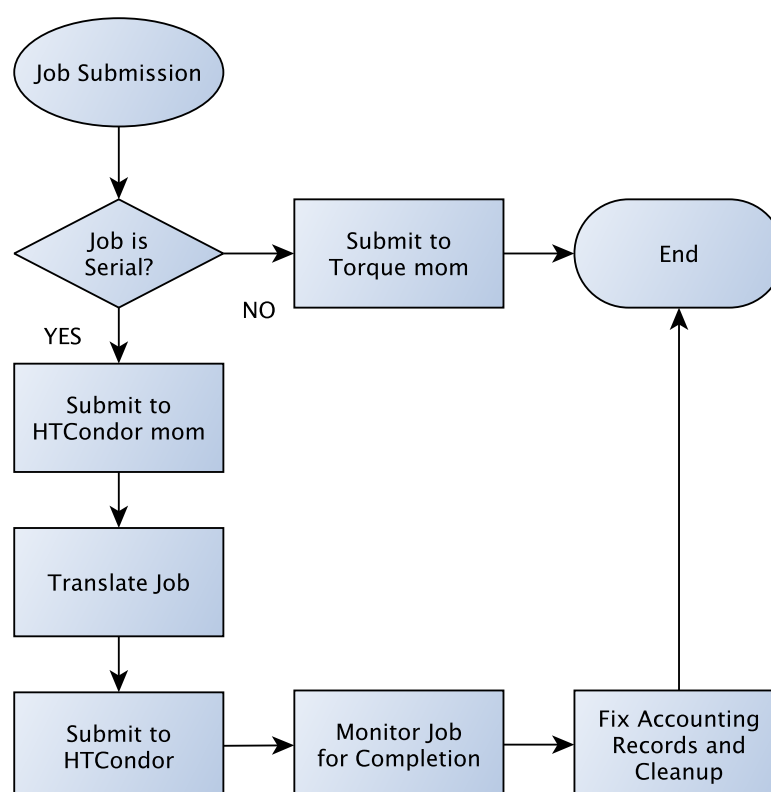 Job Submission
Job is
Serial?
Submit to
Torque mom
End
NO
YES
Submit to
HTCondor mom
Translate Job
Submit to
HTCondor
Monitor Job
for Completion
Fix Accounting
Records and
Cleanup